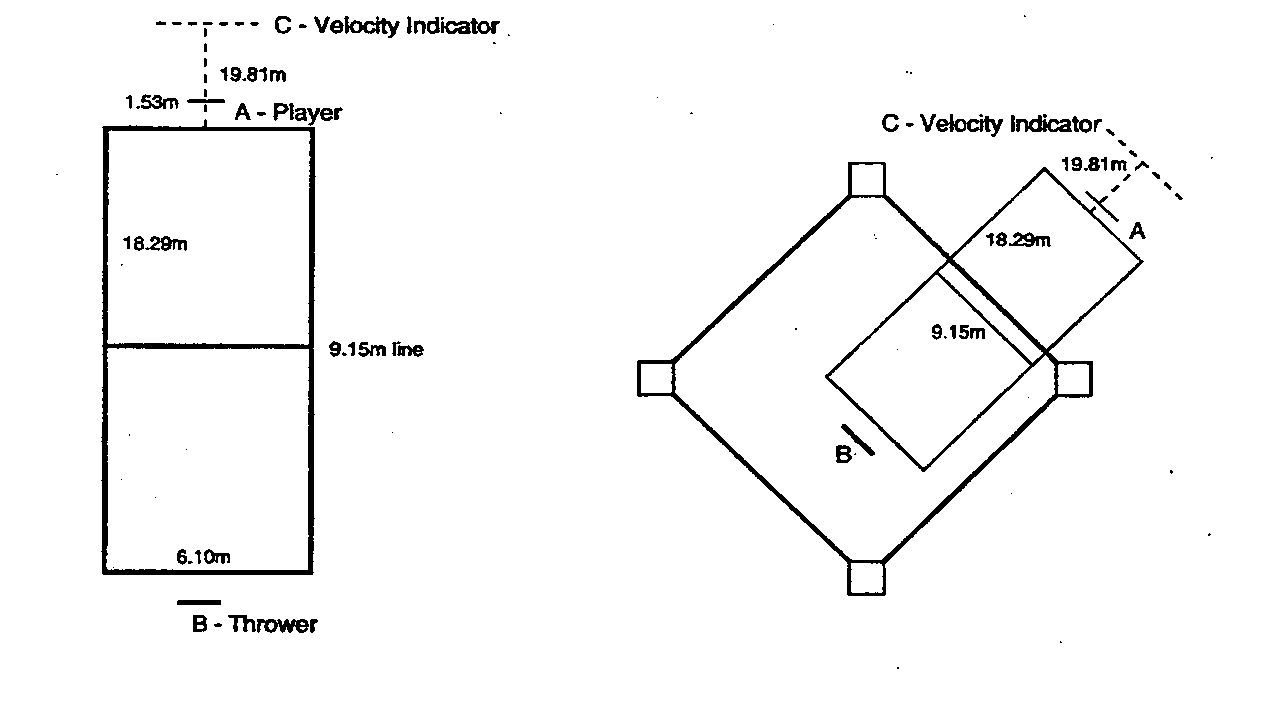 C - Velocity Indicator
19.81m
1.53m
A - Player
18.29m
9.15m line
6.10m
B - Thrower
C - Velocity Indicator
19.81m
A
18.29m
9.15m
B